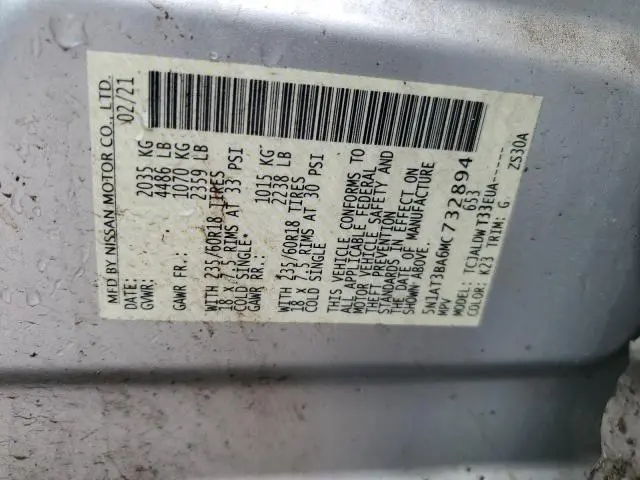 MFD BY NISSAN MOTOR CO., LTD.
DATE: 02/21
GVWR: 2035 KG
4486 LB
GAWR FR: 1070 KG
2359 LB
WITH 235/60R18 TIRES
18 X 7.5 RIMS AT 33 PSI
COLD SINGLE.
GAWR RR: 1015 KG
2238 LB
WITH 235/60R18 TIRES
18 X 7.5 RIMS AT 30 PSI
COLD SINGLE
THIS VEHICLE CONFORMS TO
ALL APPLICABLE FEDERAL
MOTOR VEHICLE SAFETY AND
THEFT PREVENTION
STANDARDS IN EFFECT ON
THE DATE OF MANUFACTURE
SHOWN ABOVE.
5N1AT3BA6MC732894
MPV 653
MODEL: TCJALDWT33EUA------
COLOR: K23 TRIM: G. ZS30A